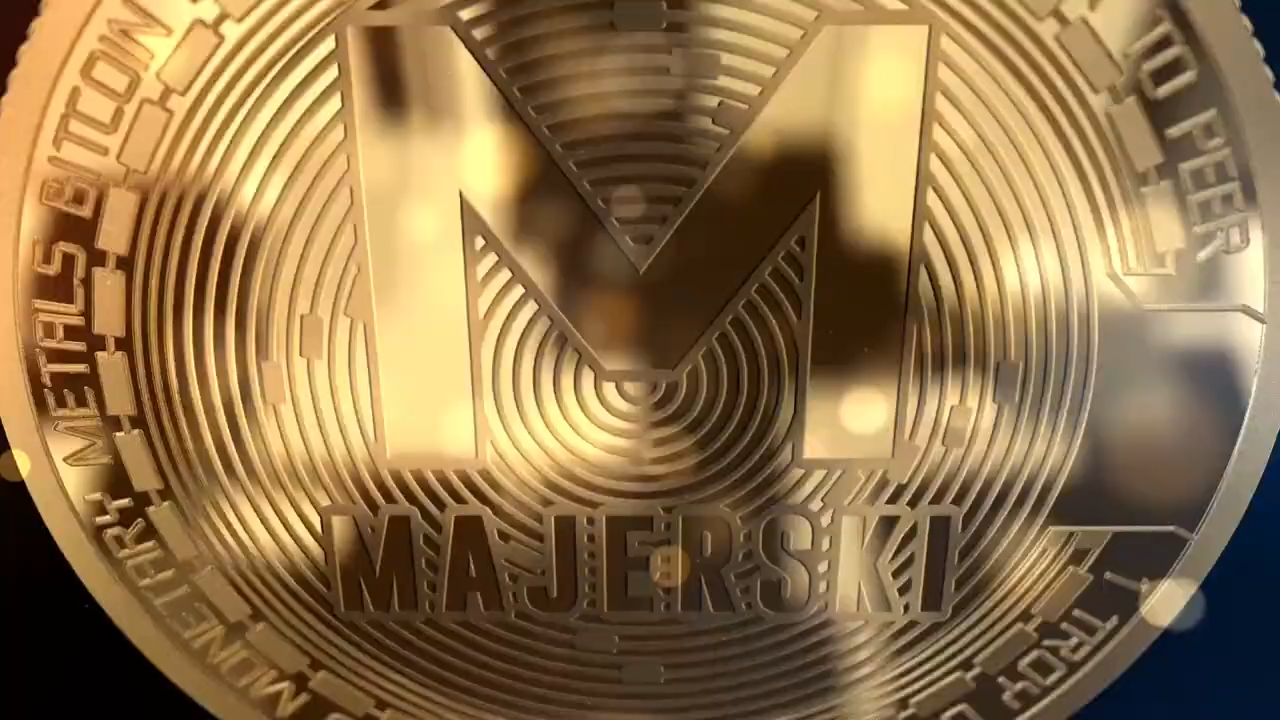 M
MAJERSKI
METALS BITCOIN
TO PEER
MONETARY
TROY